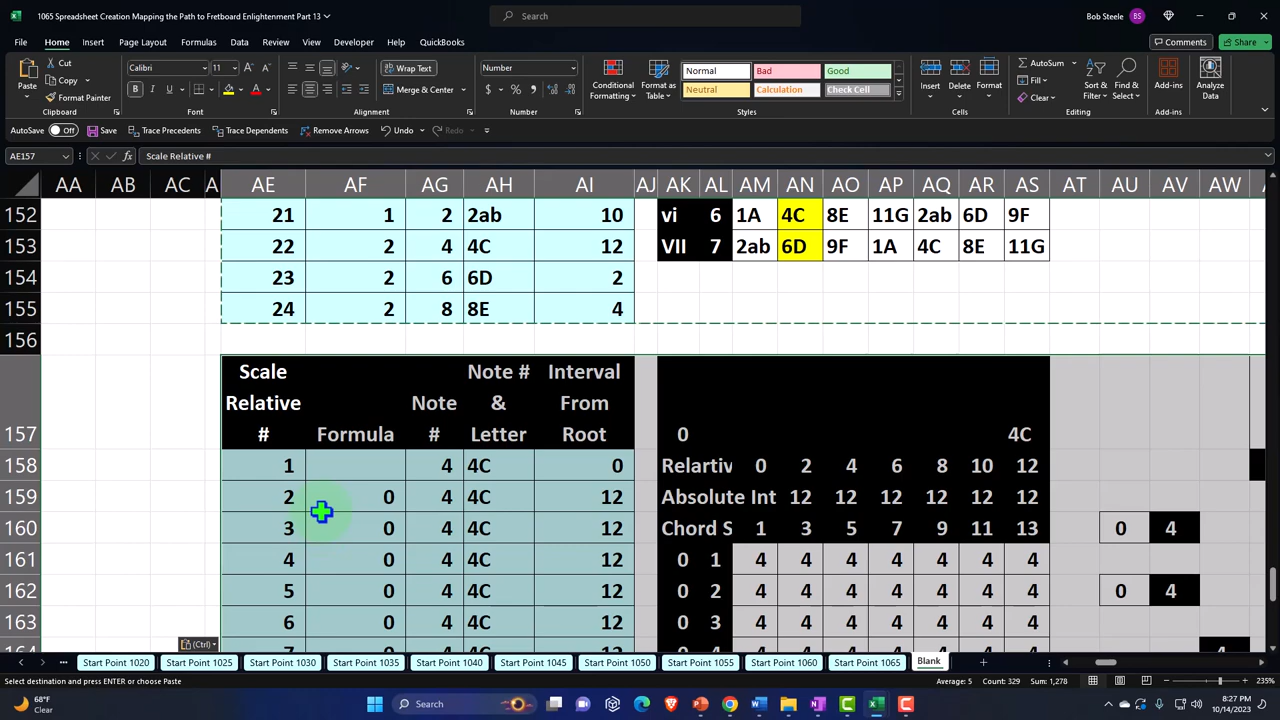 1065 Spreadsheet Creation Mapping the Path to Fretboard Enlightenment Part 13
Search
Bob Steele BS
File Home Insert Page Layout Formulas Data Review View Developer Automate Help QuickBooks
Comments Share
Cut Calibri 11 Wrap Text Number Normal Bad Good AutoSum
Copy Neutral Calculation Check Cell Fill
Paste Format Painter Merge & Center Conditional Formatting Format as Table Insert Delete Format Clear Sort & Filter Find & Select Add-ins Analyze Data
Clipboard Font Alignment Number Styles Cells Editing Add-ins
AutoSave Off Save Trace Precedents Trace Dependents Remove Arrows Undo
AE157 fx Scale Relative #
AA AB AC A AE AF AG AH AI AJ AK AL AM AN AO AP AQ AR AS AT AU AV AW
152 21 1 2 2ab 10 vi 6 1A 4C 8E 11G 2ab 6D 9F
153 22 2 4 4C 12 VII 7 2ab 6D 9F 1A 4C 8E 11G
154 23 2 6 6D 2
155 24 2 8 8E 4
156
Scale Note # Interval
Relative Note & From
157 # Formula # Letter Root 0 4C
158 1 4 4C 0 Relartiv 0 2 4 6 8 10 12
159 2 0 4 4C 12 Absolute Int 12 12 12 12 12 12
160 3 0 4 4C 12 Chord S 1 3 5 7 9 11 13 0 4
161 4 0 4 4C 12 0 1 4 4 4 4 4 4 4
162 5 0 4 4C 12 0 2 4 4 4 4 4 4 4 0 4
163 6 0 4 4C 12 0 3 4 4 4 4 4 4 4
(Ctrl)
Start Point 1020 Start Point 1025 Start Point 1030 Start Point 1035 Start Point 1040 Start Point 1045 Start Point 1050 Start Point 1055 Start Point 1060 Start Point 1065 Blank
Select destination and press ENTER or choose Paste Average: 5 Count: 329 Sum: 1,278 235%
68°F
Clear
Search
8:27 PM
10/14/2023